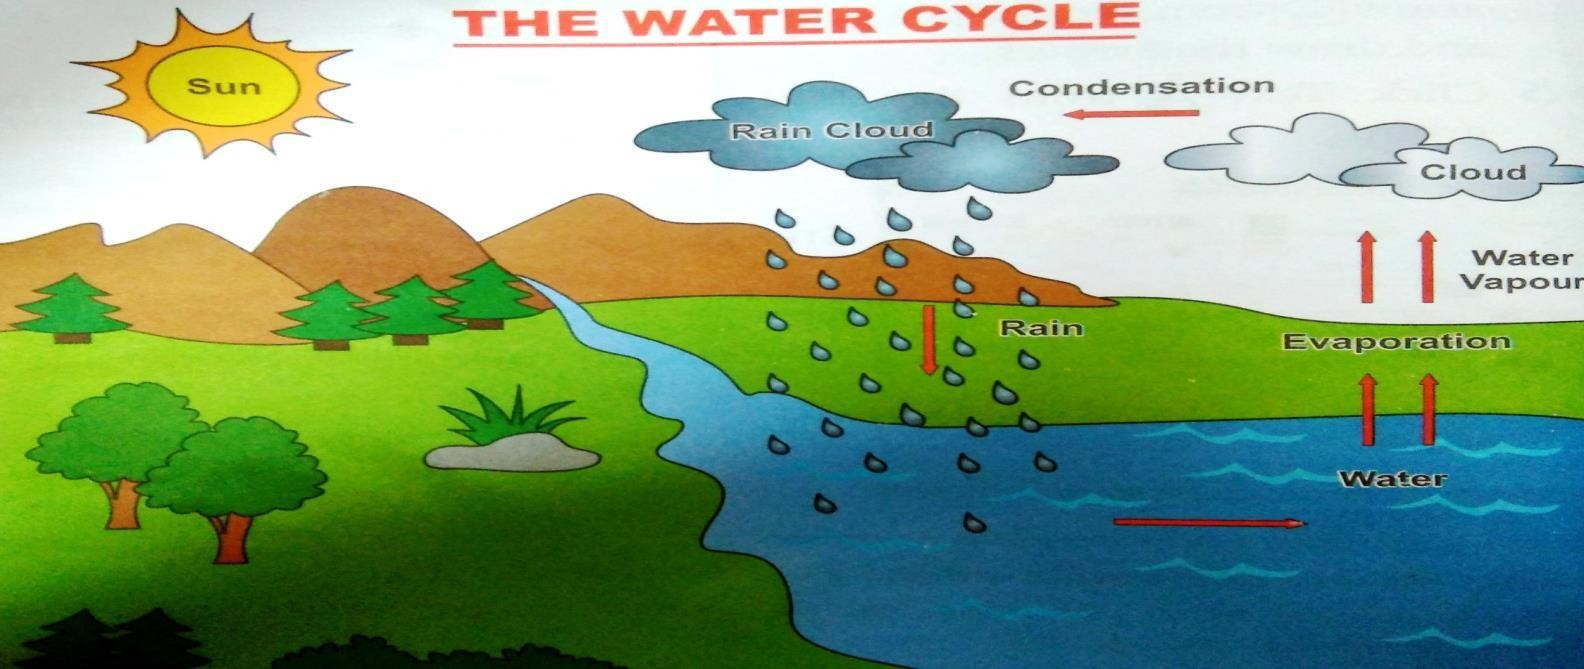 THE WATER CYCLE
Sun
Condensation
Rain Cloud
Cloud
Water
Vapour
Rain
Evaporation
Water